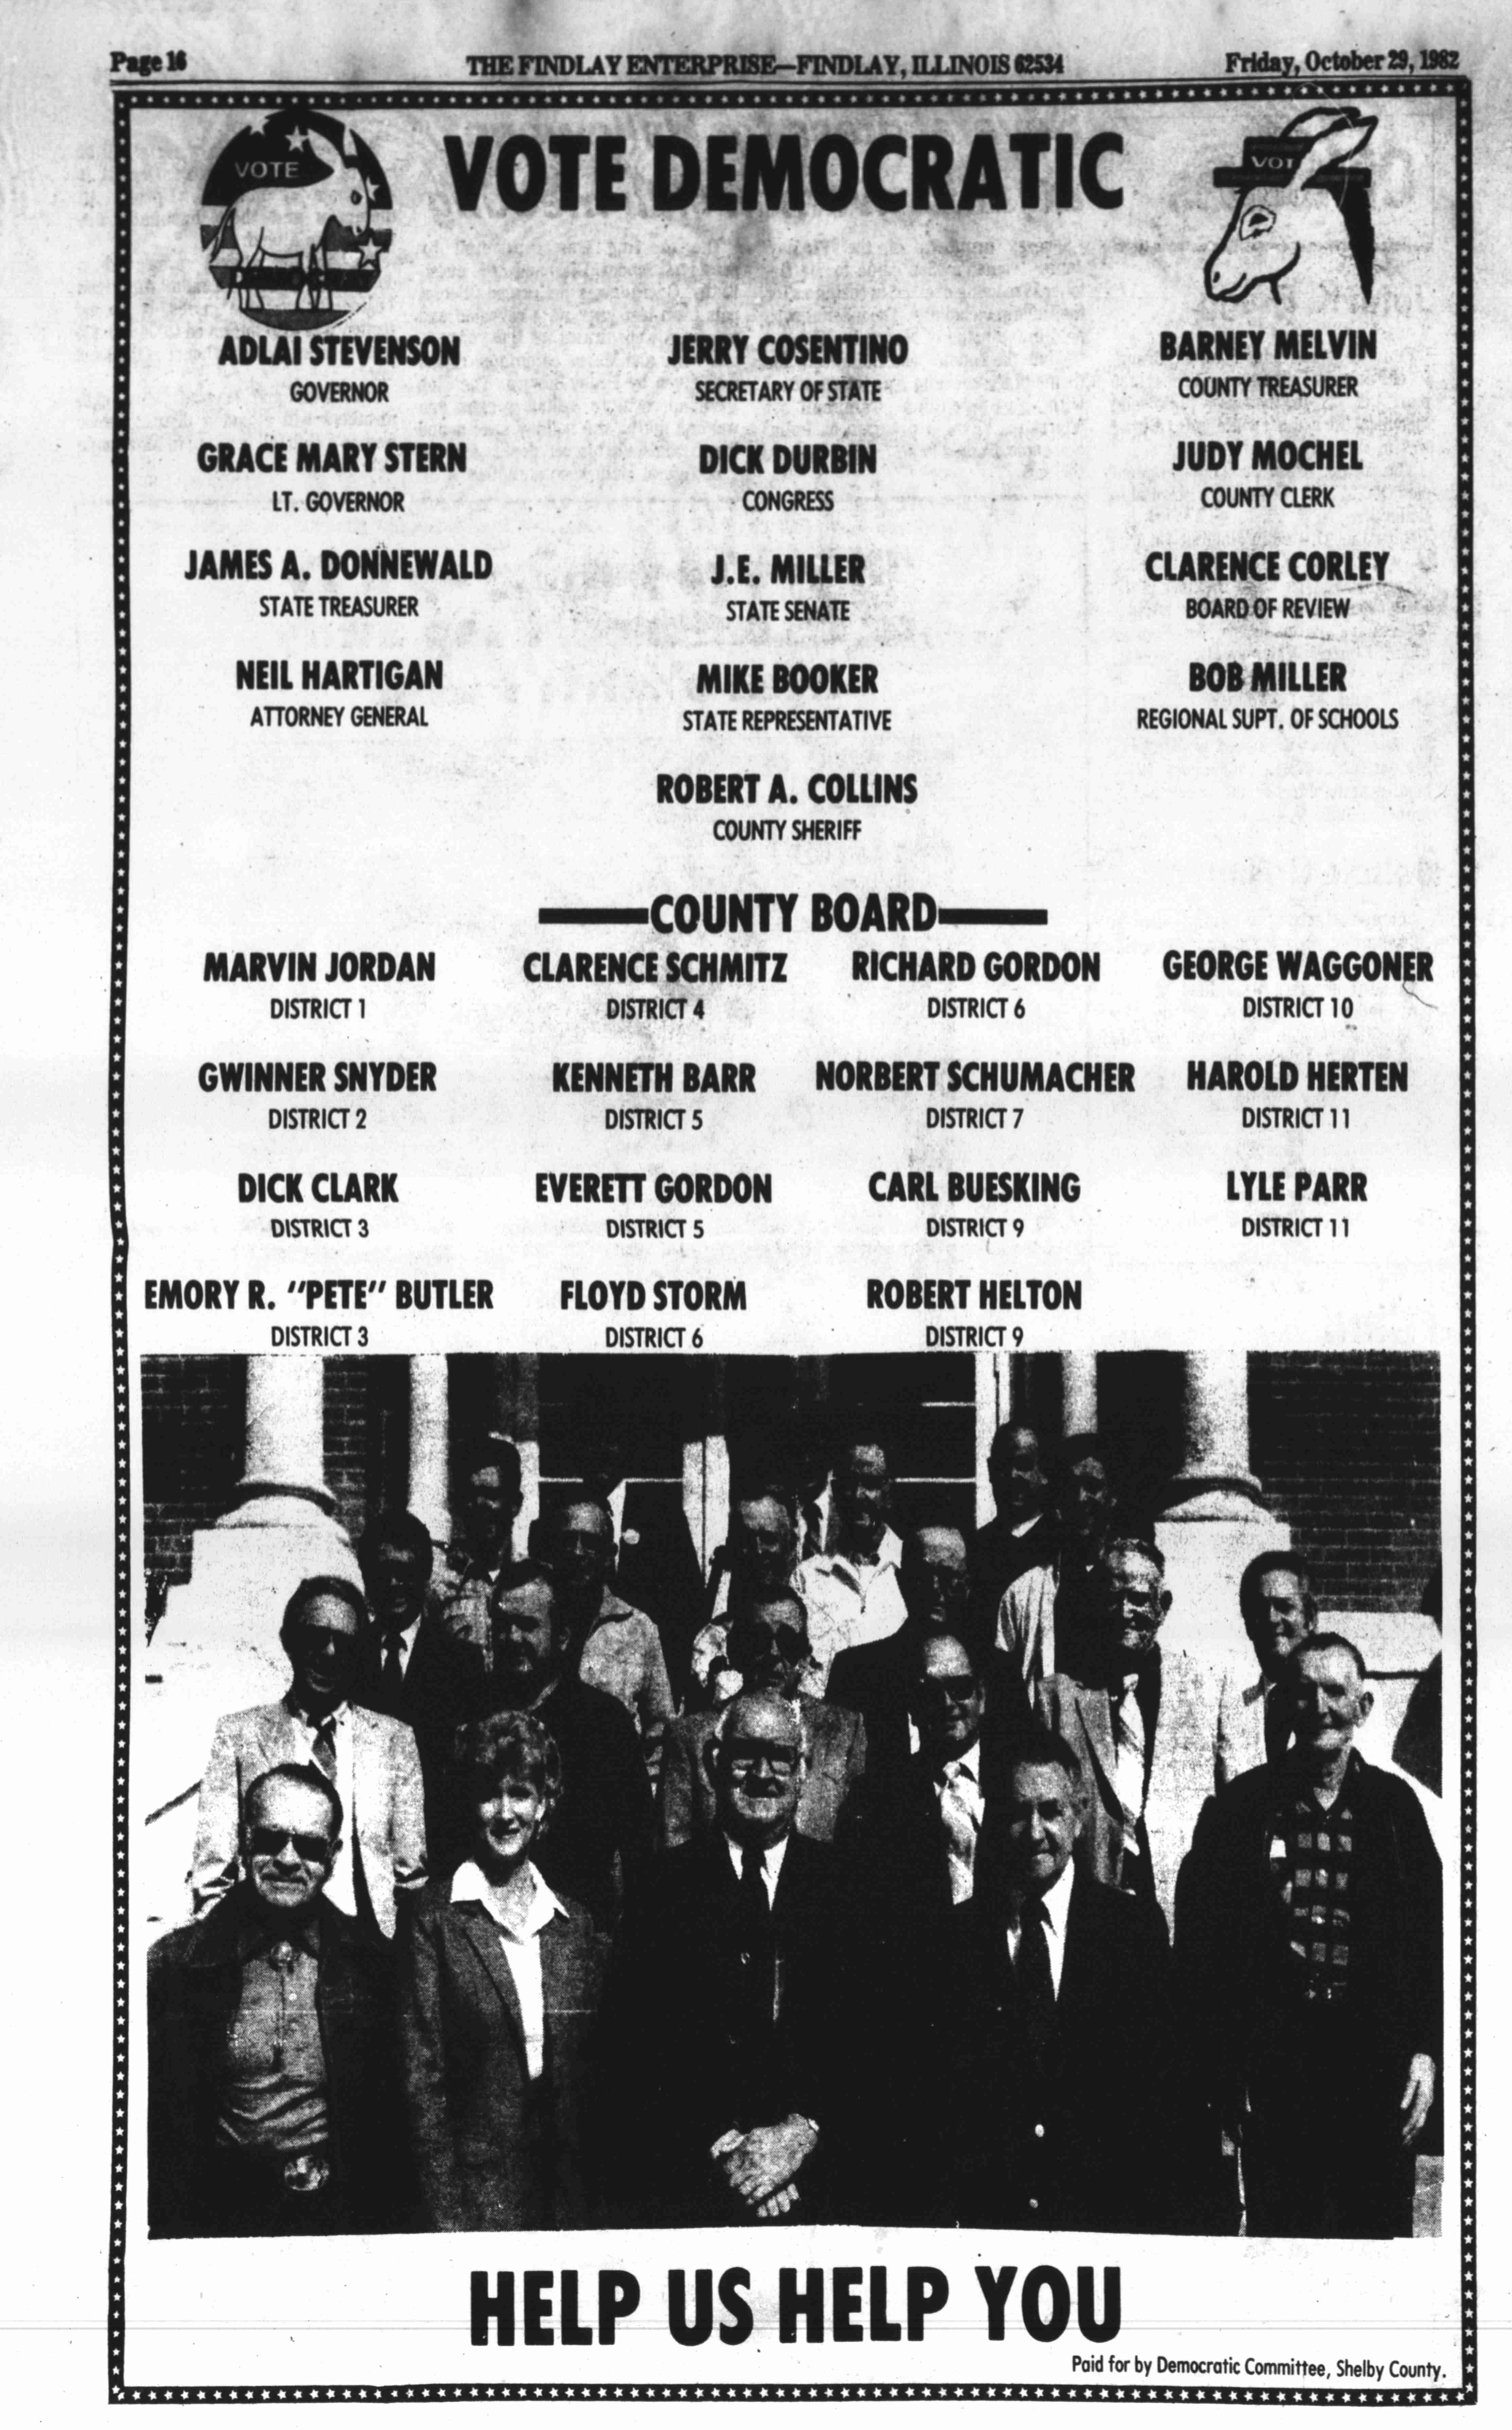 Page 16
THE FINDLAY ENTERPRISE—FINDLAY, ILLINOIS 62534
Friday, October 29, 1982
VOTE
VOTE DEMOCRATIC
VOT
ADLAI STEVENSON
GOVERNOR
GRACE MARY STERN
LT. GOVERNOR
JAMES A. DONNEWALD
STATE TREASURER
NEIL HARTIGAN
ATTORNEY GENERAL
JERRY COSENTINO
SECRETARY OF STATE
DICK DURBIN
CONGRESS
J.E. MILLER
STATE SENATE
MIKE BOOKER
STATE REPRESENTATIVE
ROBERT A. COLLINS
COUNTY SHERIFF
BARNEY MELVIN
COUNTY TREASURER
JUDY MOCHEL
COUNTY CLERK
CLARENCE CORLEY
BOARD OF REVIEW
BOB MILLER
REGIONAL SUPT. OF SCHOOLS
COUNTY BOARD
MARVIN JORDAN
DISTRICT 1
GWINNER SNYDER
DISTRICT 2
DICK CLARK
DISTRICT 3
EMORY R. "PETE" BUTLER
DISTRICT 3
CLARENCE SCHMITZ
DISTRICT 4
KENNETH BARR
DISTRICT 5
EVERETT GORDON
DISTRICT 5
FLOYD STORM
DISTRICT 6
RICHARD GORDON
DISTRICT 6
NORBERT SCHUMACHER
DISTRICT 7
CARL BUESKING
DISTRICT 9
ROBERT HELTON
DISTRICT 9
GEORGE WAGGONER
DISTRICT 10
HAROLD HERTEN
DISTRICT 11
LYLE PARR
DISTRICT 11
HELP US HELP YOU
Paid for by Democratic Committee, Shelby County.